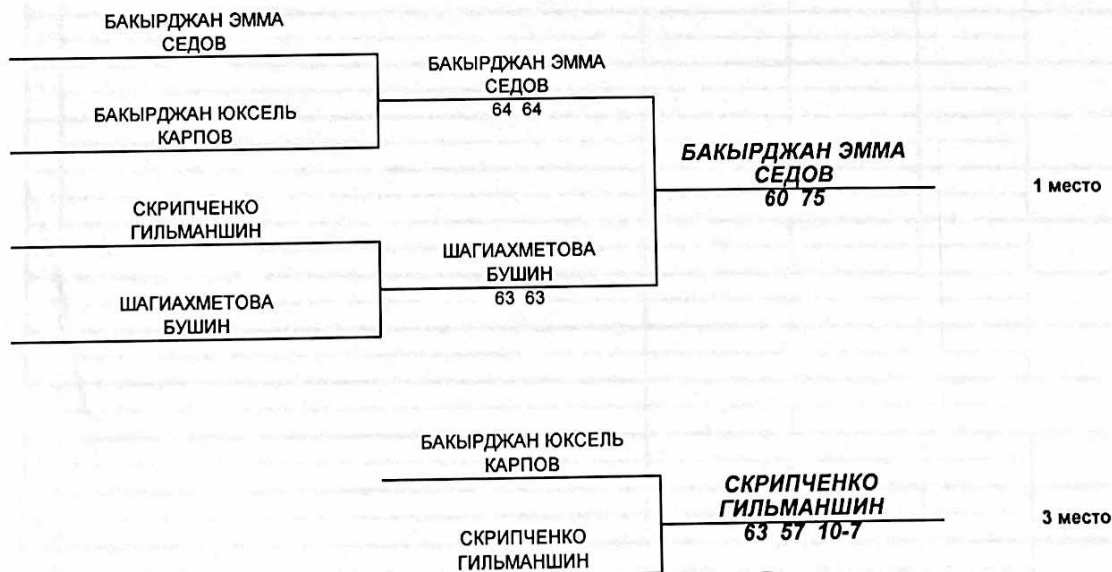 БАКЫРДЖАН ЭММА
СЕДОВ
БАКЫРДЖАН ЮКСЕЛЬ
КАРПОВ
СКРИПЧЕНКО
ГИЛЬМАНШИН
ШАГИАХМЕТОВА
БУШИН
БАКЫРДЖАН ЭММА
СЕДОВ
64 64
ШАГИАХМЕТОВА
БУШИН
63 63
БАКЫРДЖАН ЭММА
СЕДОВ
60 75
1 место
БАКЫРДЖАН ЮКСЕЛЬ
КАРПОВ
СКРИПЧЕНКО
ГИЛЬМАНШИН
СКРИПЧЕНКО
ГИЛЬМАНШИН
63 57 10-7
3 место